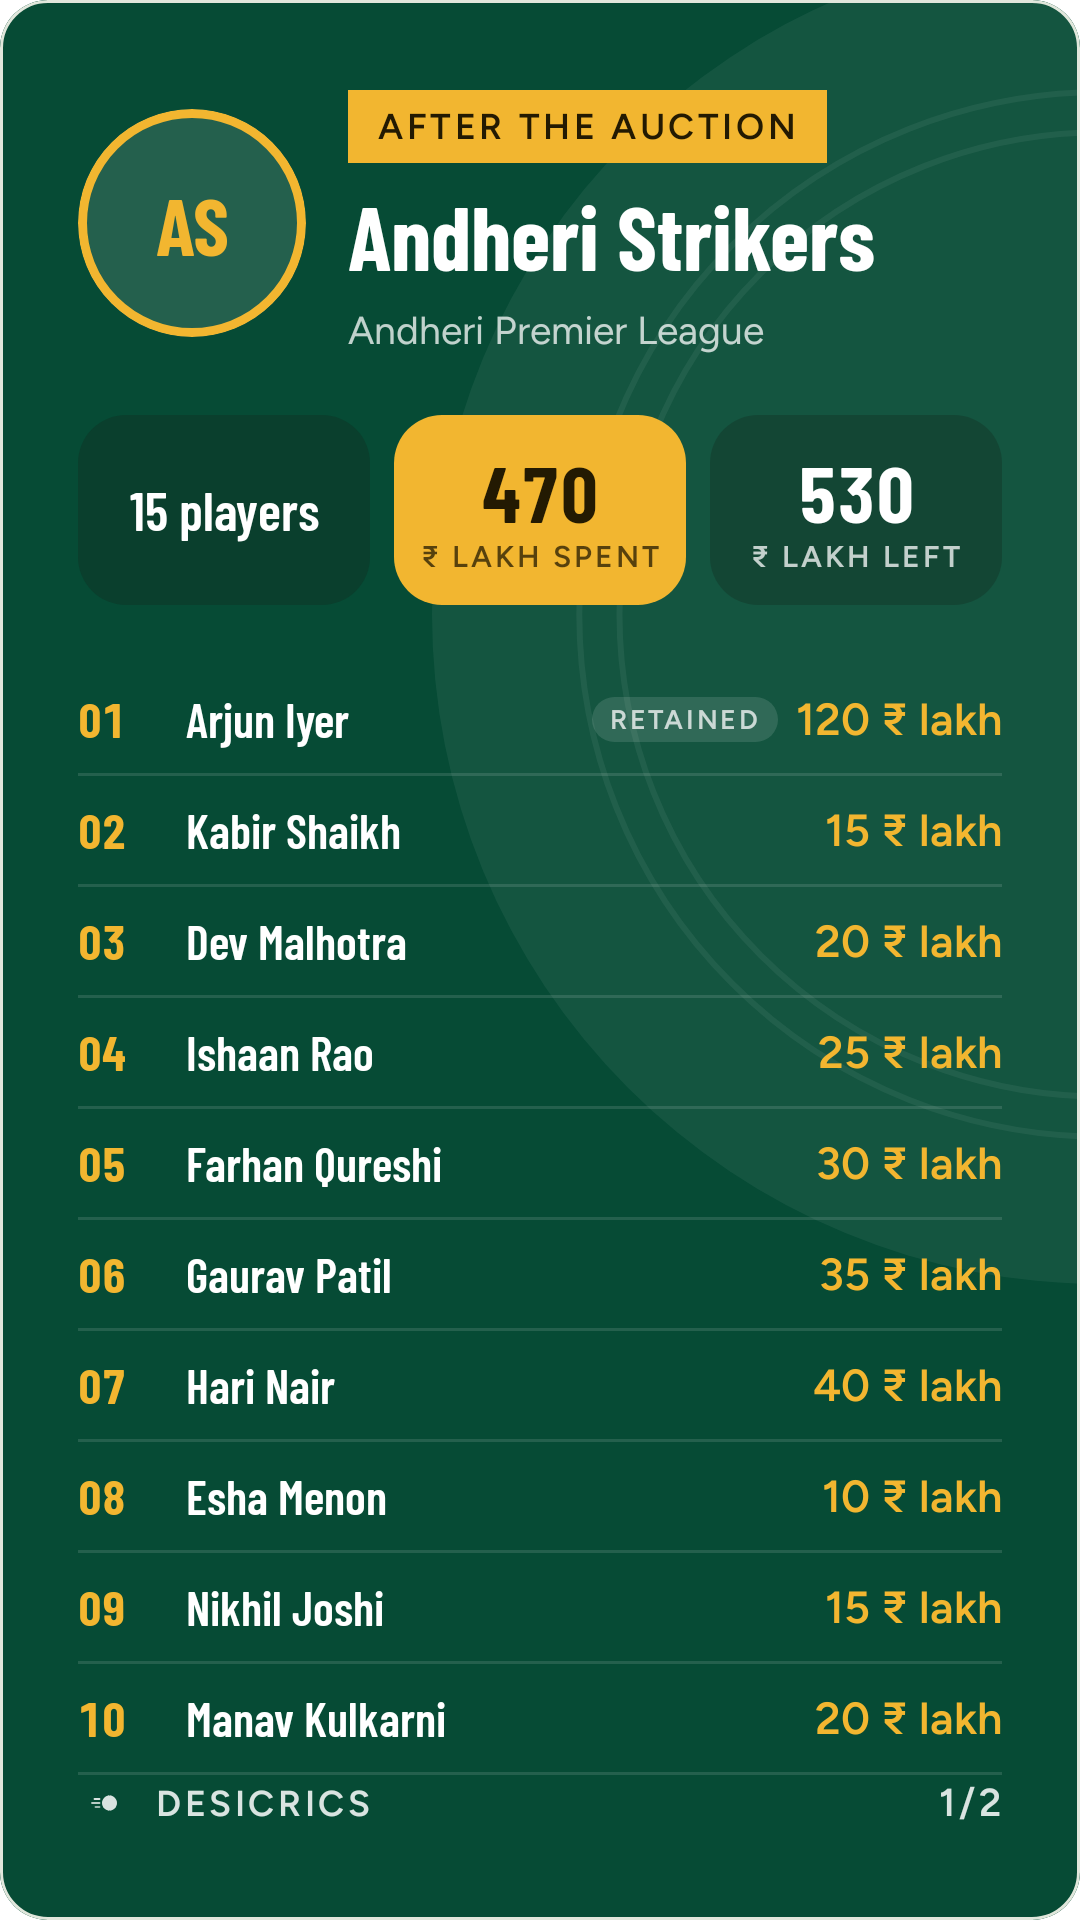 AFTER THE AUCTION
AS
Andheri Strikers
Andheri Premier League
15 players
470
₹ LAKH SPENT
530
₹ LAKH LEFT
01 Arjun Iyer RETAINED 120 ₹ lakh
02 Kabir Shaikh 15 ₹ lakh
03 Dev Malhotra 20 ₹ lakh
04 Ishaan Rao 25 ₹ lakh
05 Farhan Qureshi 30 ₹ lakh
06 Gaurav Patil 35 ₹ lakh
07 Hari Nair 40 ₹ lakh
08 Esha Menon 10 ₹ lakh
09 Nikhil Joshi 15 ₹ lakh
10 Manav Kulkarni 20 ₹ lakh
DESICRICS 1/2